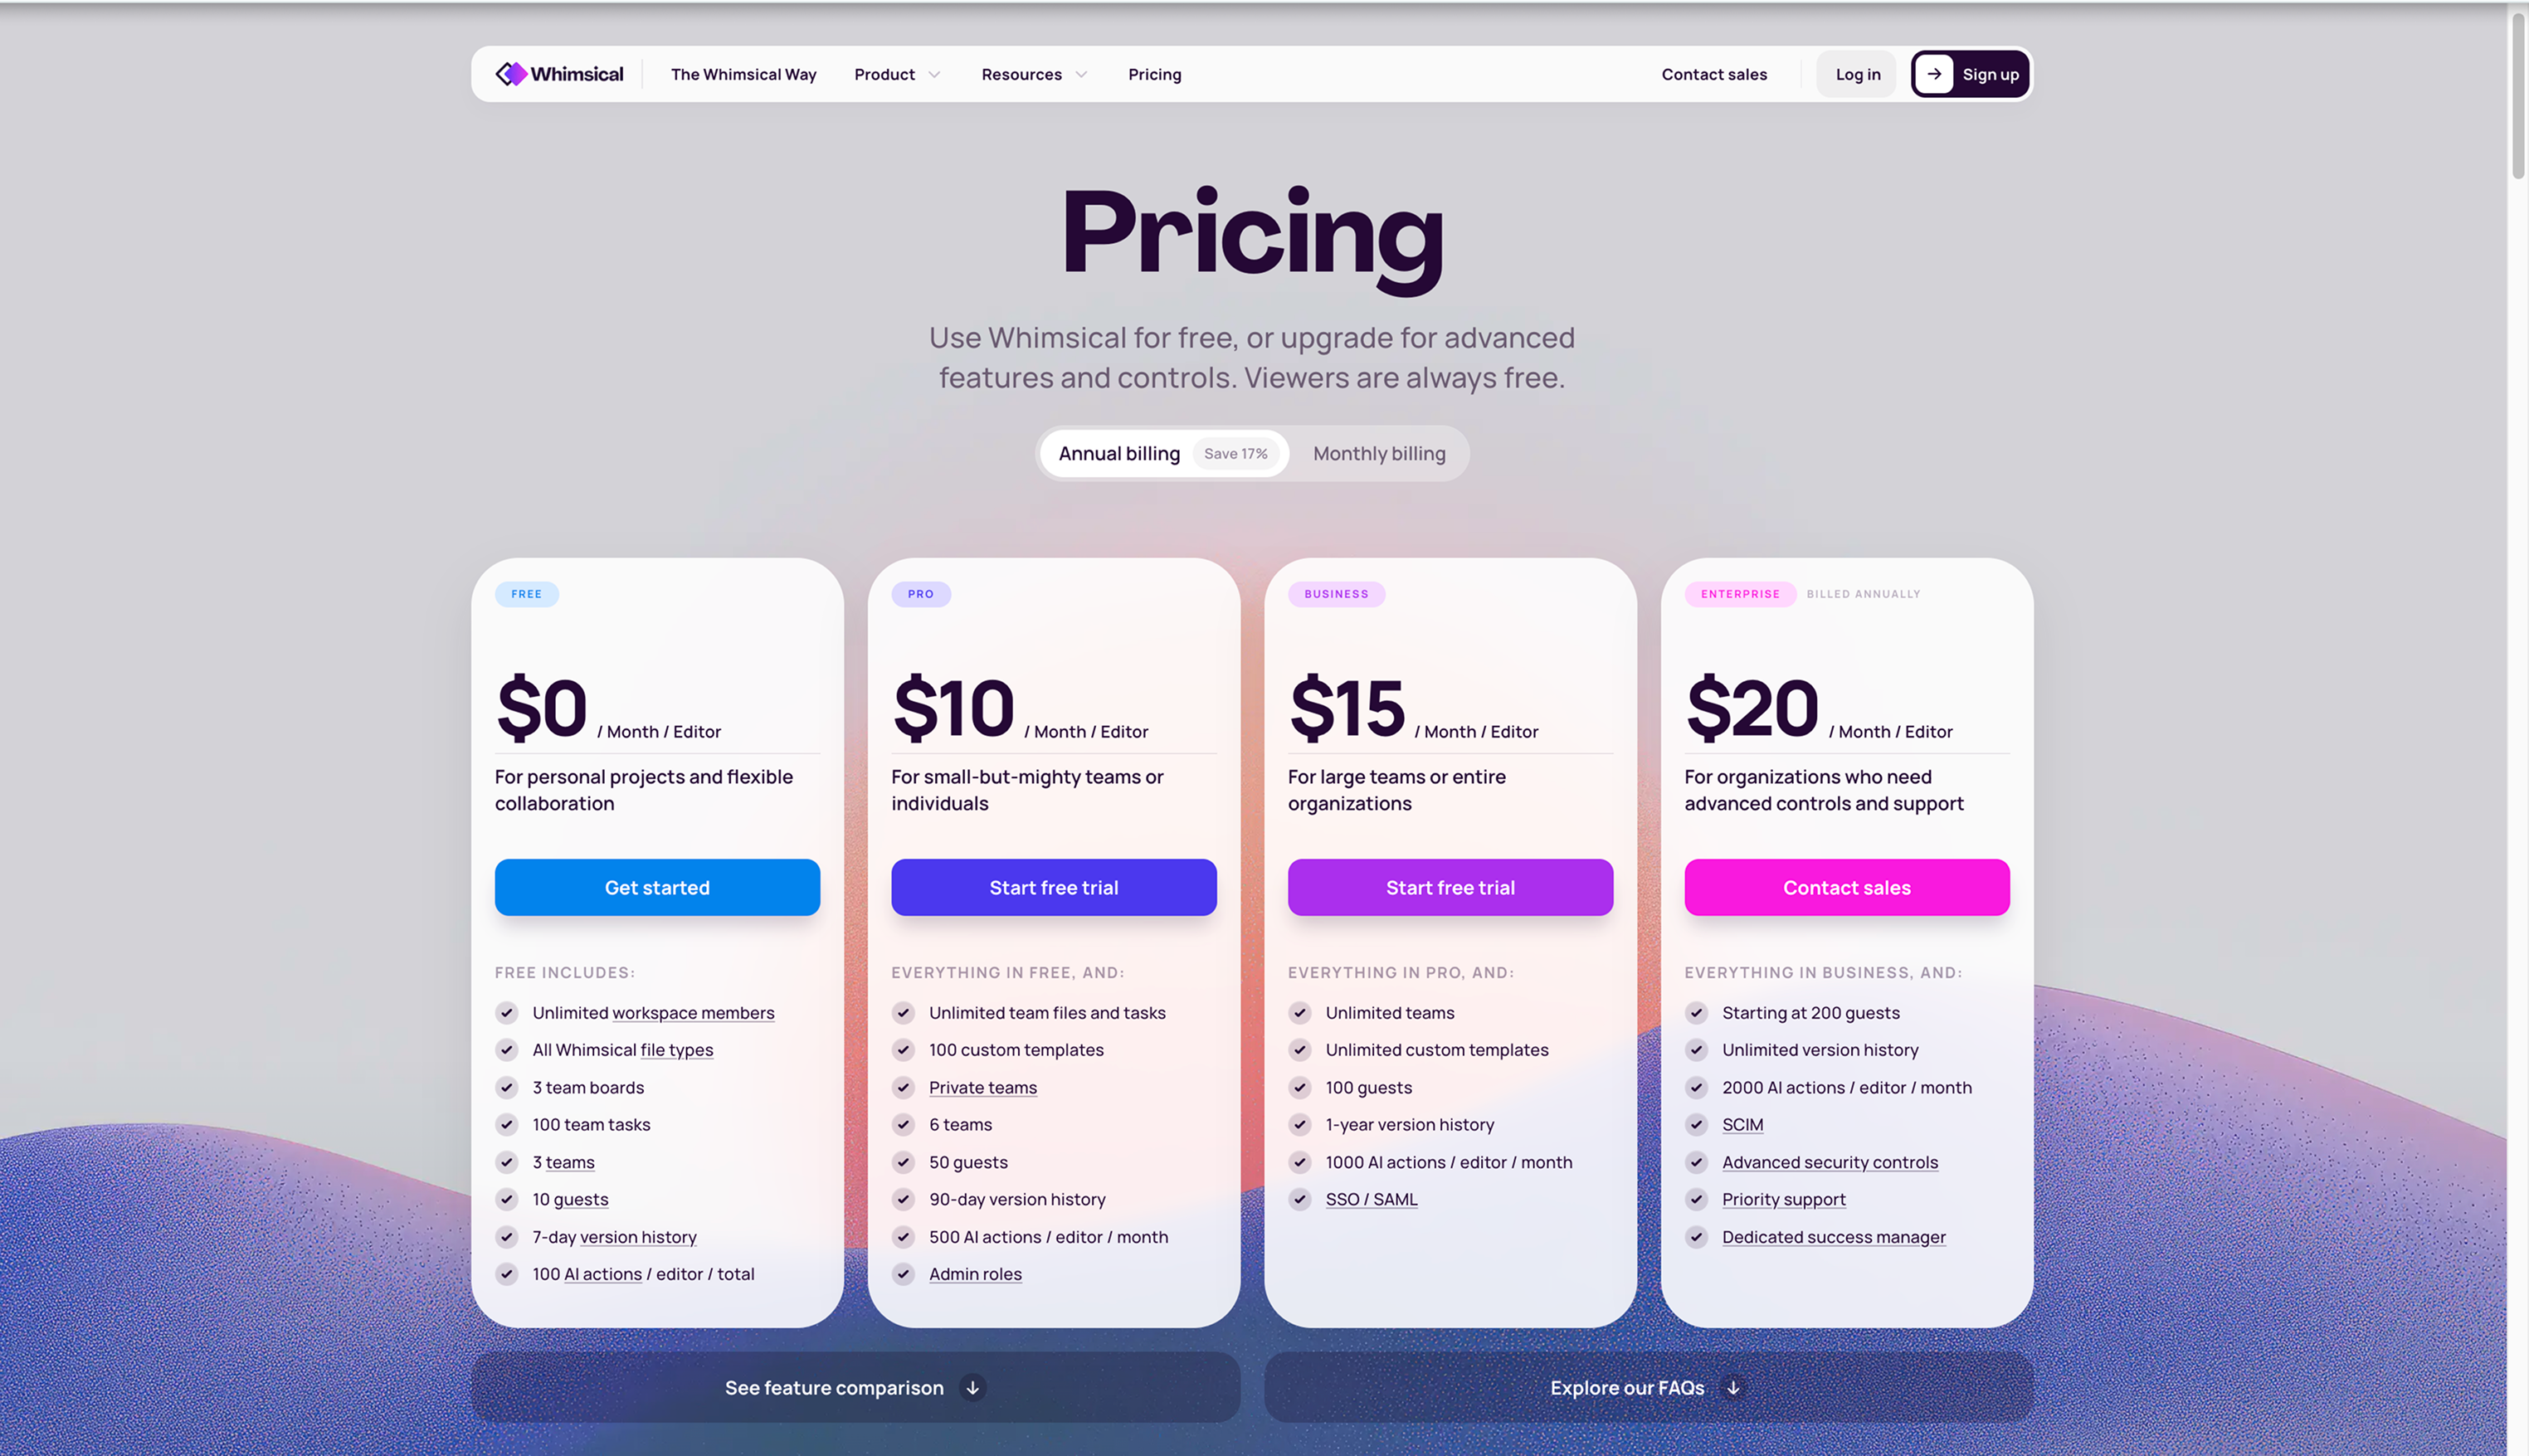 Whimsical
The Whimsical Way
Product
Resources
Pricing
Contact sales
Log in
Sign up
Pricing
Use Whimsical for free, or upgrade for advanced
features and controls. Viewers are always free.
Annual billing
Save 17%
Monthly billing
FREE
$0 / Month / Editor
For personal projects and flexible
collaboration
Get started
FREE INCLUDES:
Unlimited workspace members
All Whimsical file types
3 team boards
100 team tasks
3 teams
10 guests
7-day version history
100 AI actions / editor / total
PRO
$10 / Month / Editor
For small-but-mighty teams or
individuals
Start free trial
EVERYTHING IN FREE, AND:
Unlimited team files and tasks
100 custom templates
Private teams
6 teams
50 guests
90-day version history
500 AI actions / editor / month
Admin roles
BUSINESS
$15 / Month / Editor
For large teams or entire
organizations
Start free trial
EVERYTHING IN PRO, AND:
Unlimited teams
Unlimited custom templates
100 guests
1-year version history
1000 AI actions / editor / month
SSO / SAML
ENTERPRISE BILLED ANNUALLY
$20 / Month / Editor
For organizations who need
advanced controls and support
Contact sales
EVERYTHING IN BUSINESS, AND:
Starting at 200 guests
Unlimited version history
2000 AI actions / editor / month
SCIM
Advanced security controls
Priority support
Dedicated success manager
See feature comparison
Explore our FAQs